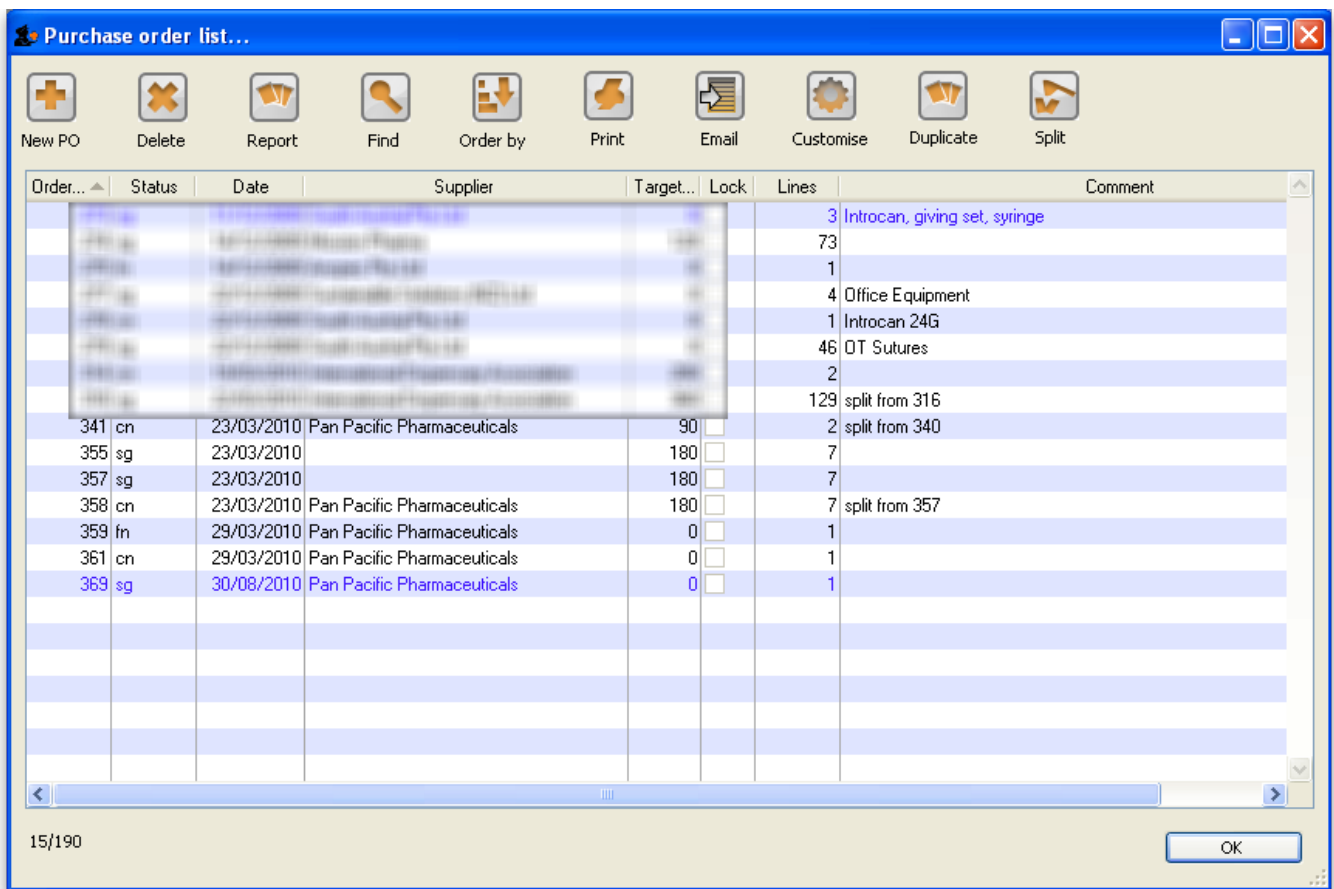 Purchase order list...
New PO Delete Report Find Order by Print Email Customise Duplicate Split
Order... Status Date Supplier Target... Lock Lines Comment
3 Introcan, giving set, syringe
73
1
4 Office Equipment
1 Introcan 24G
46 OT Sutures
2
129 split from 316
341 cn 23/03/2010 Pan Pacific Pharmaceuticals 90 2 split from 340
355 sg 23/03/2010 180 7
357 sg 23/03/2010 180 7
358 cn 23/03/2010 Pan Pacific Pharmaceuticals 180 7 split from 357
359 fn 29/03/2010 Pan Pacific Pharmaceuticals 0 1
361 cn 29/03/2010 Pan Pacific Pharmaceuticals 0 1
369 sg 30/08/2010 Pan Pacific Pharmaceuticals 0 1
15/190
OK